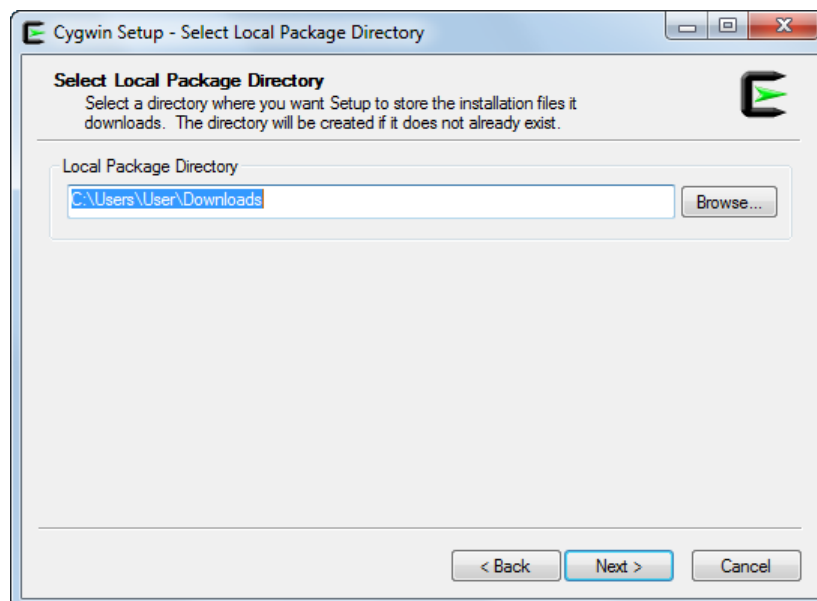 Cygwin Setup - Select Local Package Directory
Select Local Package Directory
Select a directory where you want Setup to store the installation files it
downloads. The directory will be created if it does not already exist.
Local Package Directory
C:\Users\User\Downloads
Browse...
< Back
Next >
Cancel